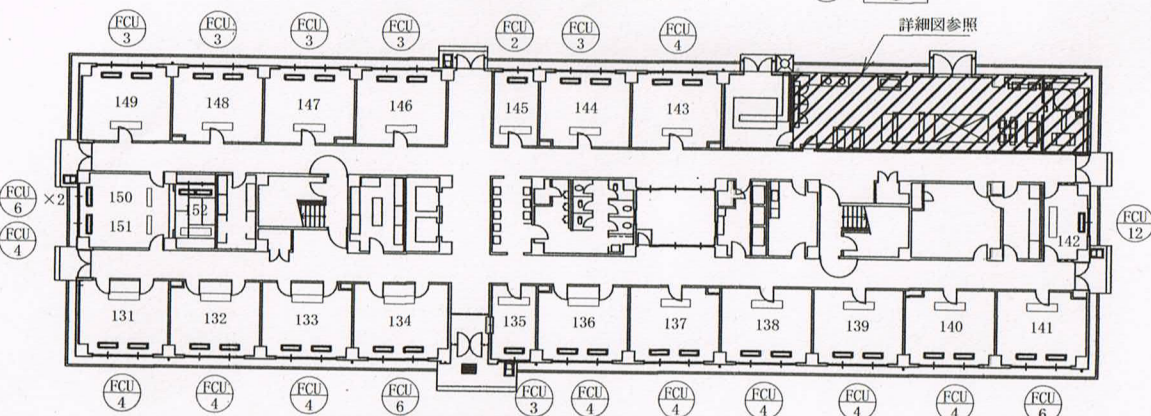 詳細図参照
FCU 3
FCU 3
FCU 3
FCU 3
FCU 2
FCU 3
FCU 4
149
148
147
146
145
144
143
FCU 6 ×2
FCU 4
150
151
52
142
FCU 12
131
132
133
134
135
136
137
138
139
140
141
FCU 4
FCU 4
FCU 4
FCU 6
FCU 3
FCU 4
FCU 4
FCU 4
FCU 4
FCU 4
FCU 6